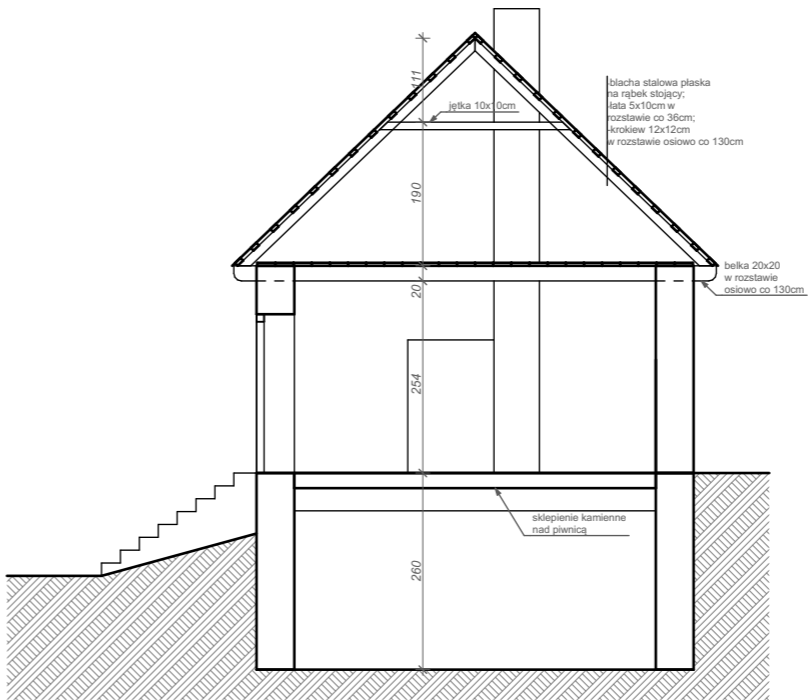 111
jętka 10x10cm
-blacha stalowa płaska
na rąbek stojący;
-łata 5x10cm w
rozstawie co 36cm;
-krokiew 12x12cm
w rozstawie osiowo co 130cm
190
belka 20x20
w rozstawie
osiowo co 130cm
20
254
sklepienie kamienne
nad piwnicą
260